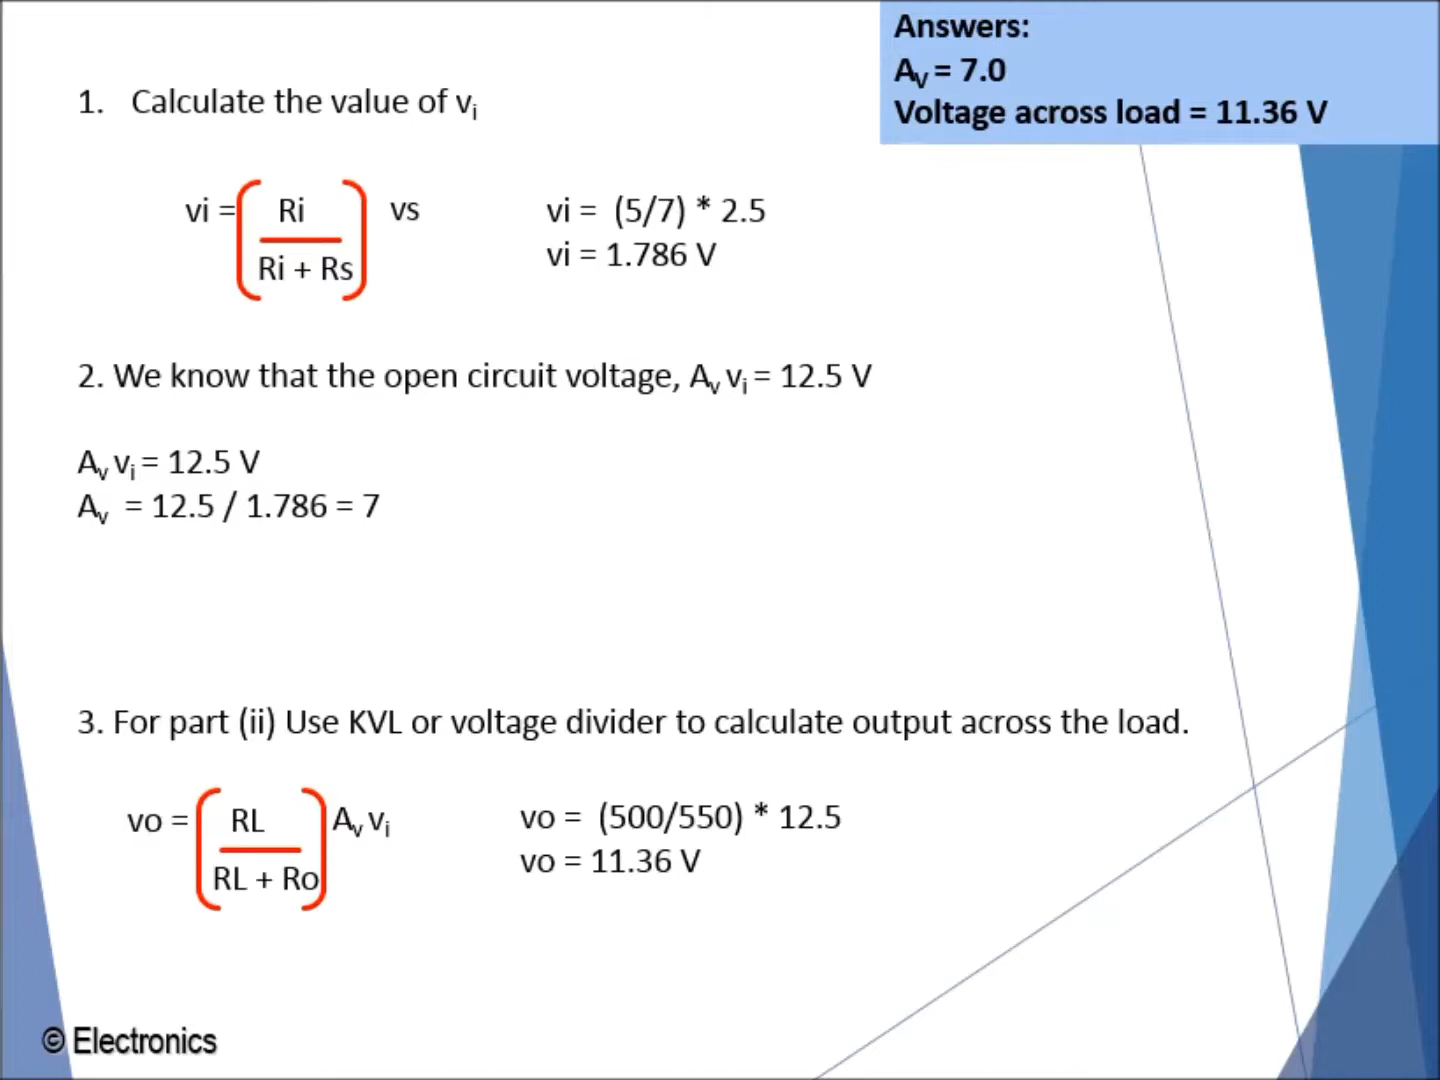 Answers:
Av = 7.0
Voltage across load = 11.36 V
1. Calculate the value of vi
vi = Ri vs
Ri + Rs
vi = (5/7) * 2.5
vi = 1.786 V
2. We know that the open circuit voltage, Av vi = 12.5 V
Av vi = 12.5 V
Av = 12.5 / 1.786 = 7
3. For part (ii) Use KVL or voltage divider to calculate output across the load.
vo = RL Av vi
RL + Ro
vo = (500/550) * 12.5
vo = 11.36 V
© Electronics